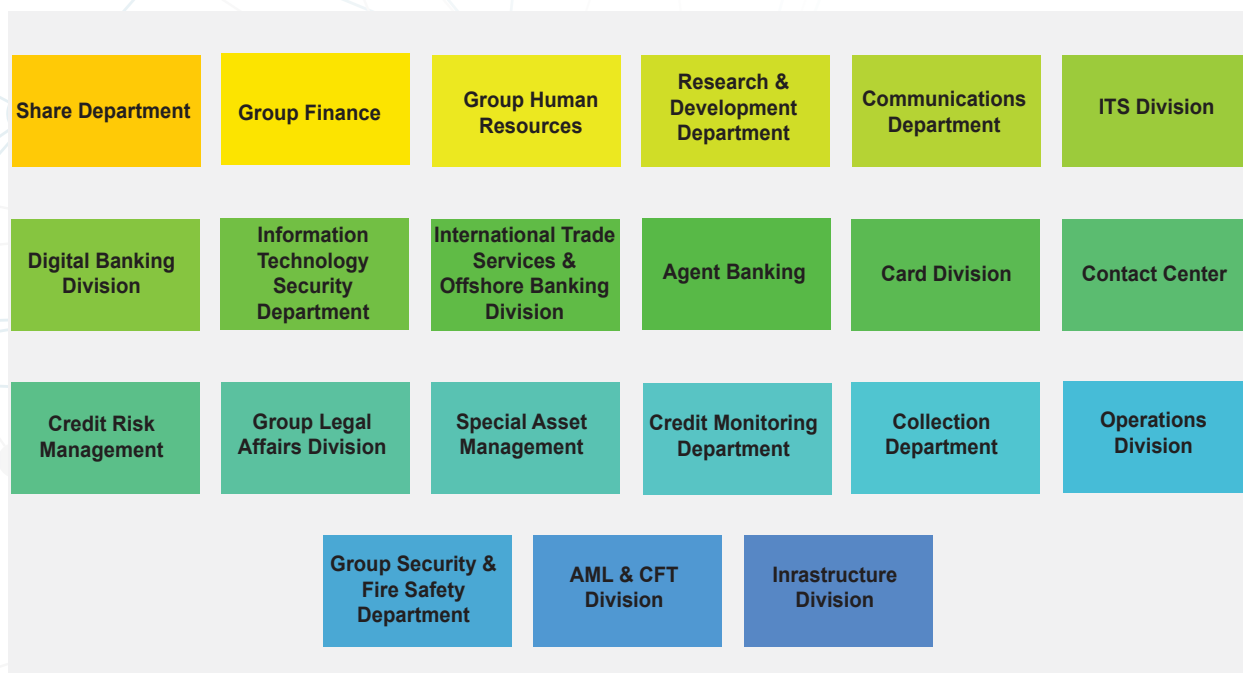 Share Department
Group Finance
Group Human
Resources
Research &
Development
Department
Communications
Department
ITS Division
Digital Banking
Division
Information
Technology
Security
Department
International Trade
Services &
Offshore Banking
Division
Agent Banking
Card Division
Contact Center
Credit Risk
Management
Group Legal
Affairs Division
Special Asset
Management
Credit Monitoring
Department
Collection
Department
Operations
Division
Group Security &
Fire Safety
Department
AML & CFT
Division
Inrastructure
Division